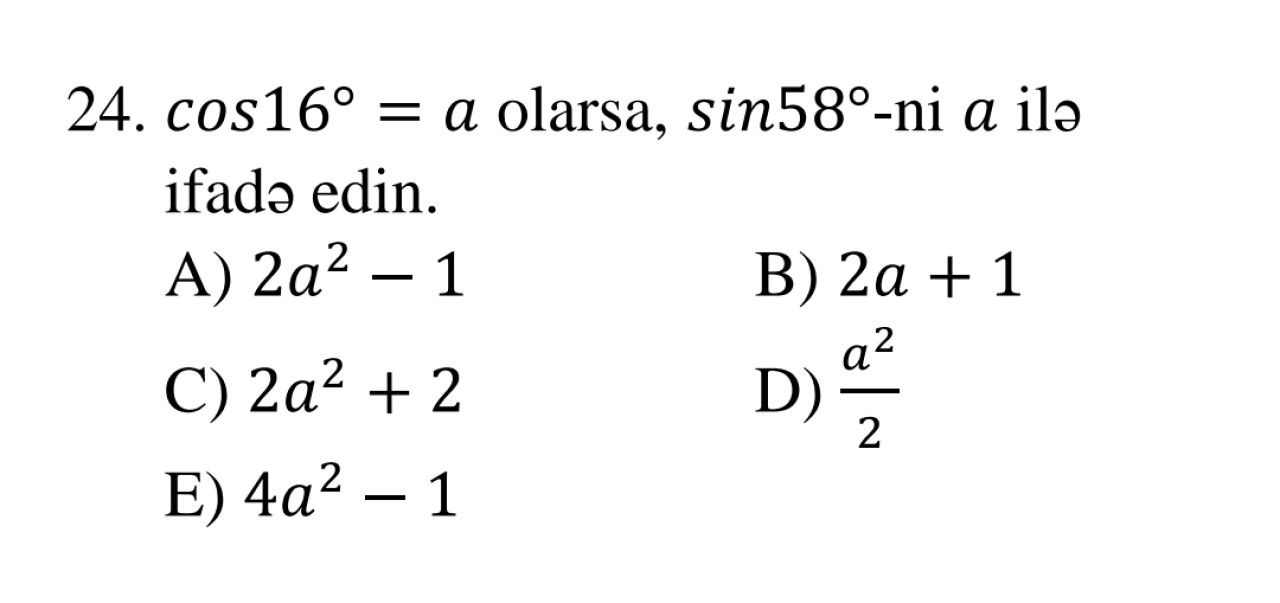 24. cos16° = a olarsa, sin58°-ni a ilə
ifadə edin.
A) 2a² − 1 B) 2a + 1
C) 2a² + 2 D) a²/2
E) 4a² − 1